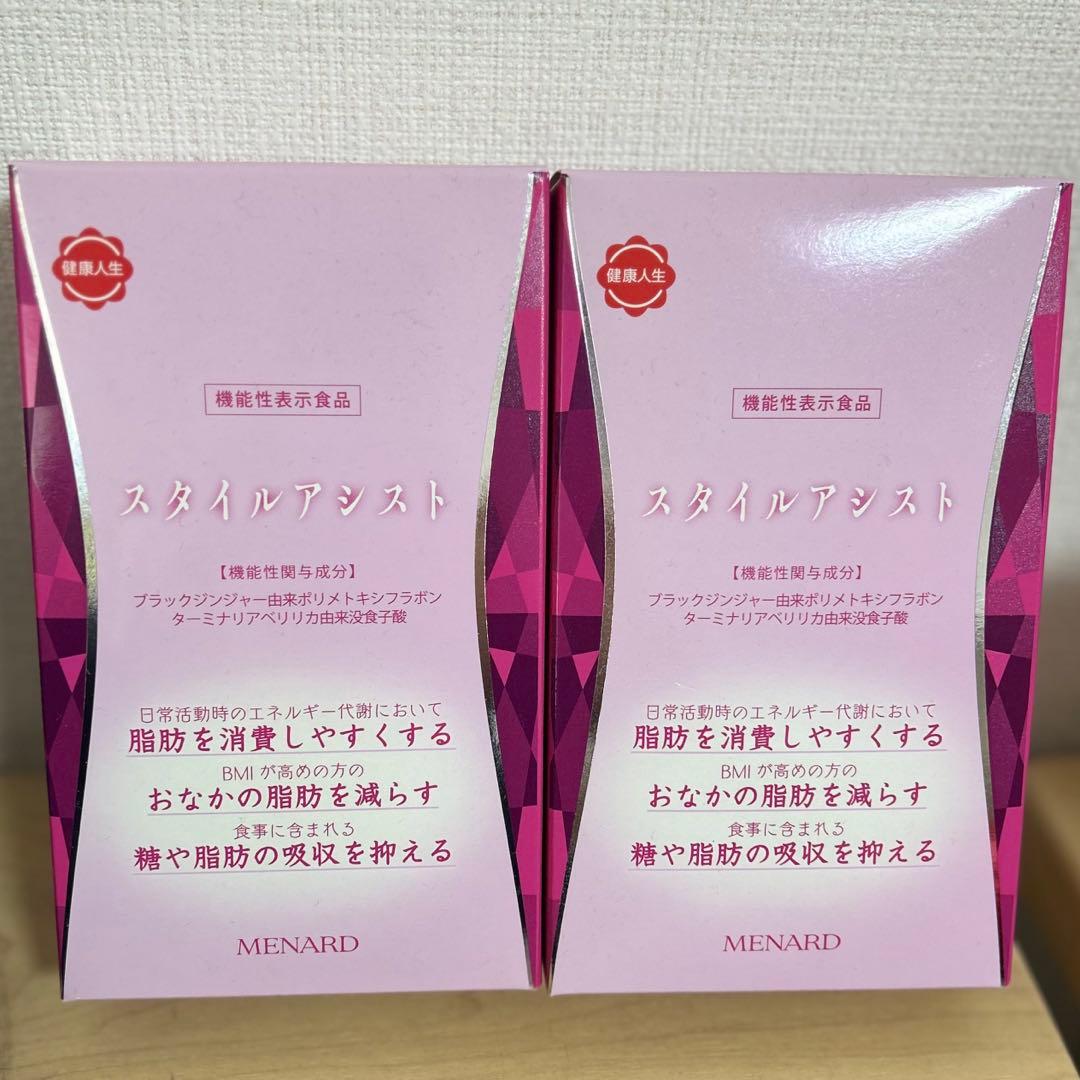 健康人生
機能性表示食品
スタイルアシスト
【機能性関与成分】
ブラックジンジャー由来ポリメトキシフラボン
ターミナリアベリリカ由来没食子酸
日常活動時のエネルギー代謝において
脂肪を消費しやすくする
BMIが高めの方の
おなかの脂肪を減らす
食事に含まれる
糖や脂肪の吸収を抑える
MENARD
健康人生
機能性表示食品
スタイルアシスト
【機能性関与成分】
ブラックジンジャー由来ポリメトキシフラボン
ターミナリアベリリカ由来没食子酸
日常活動時のエネルギー代謝において
脂肪を消費しやすくする
BMIが高めの方の
おなかの脂肪を減らす
食事に含まれる
糖や脂肪の吸収を抑える
MENARD